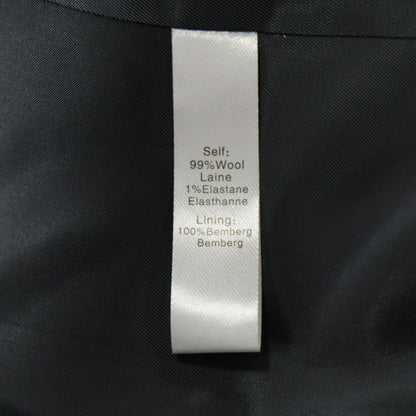 Self:
99%Wool
Laine
1%Elastane
Elasthanne
Lining:
100%Bemberg
Bemberg